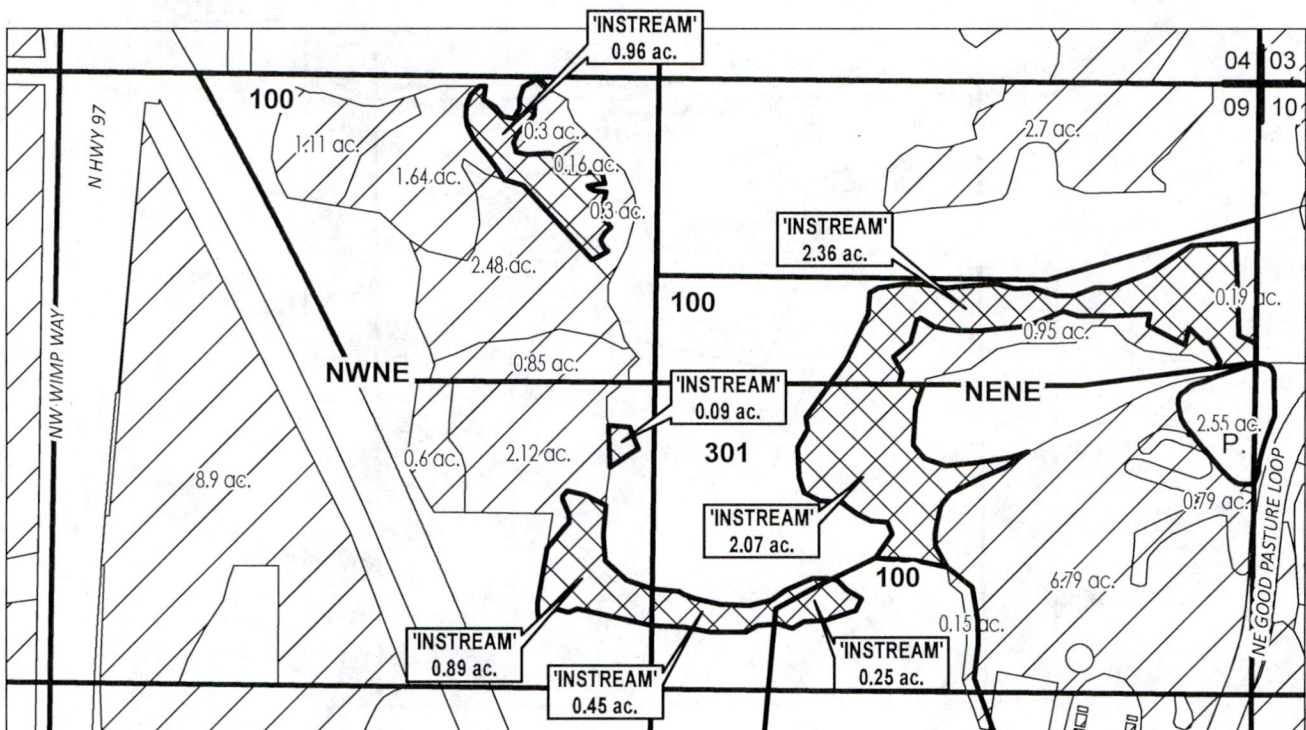 'INSTREAM'
0.96 ac.
04 03
09 10
N HWY 97
100
1.11 ac.
1.64 ac.
0.3 ac.
0.16 ac.
0.3 ac.
2.7 ac.
'INSTREAM'
2.36 ac.
2.48 ac.
100
0.19 ac.
0.95 ac.
NW WIMP WAY
0.85 ac.
NWNE
'INSTREAM'
0.09 ac.
NENE
2.55 ac.
P
301
0.6 ac.
2.12 ac.
8.9 ac.
0.79 ac.
'INSTREAM'
2.07 ac.
100
6.79 ac.
NE GOOD PASTURE LOOP
0.15 ac.
'INSTREAM'
0.89 ac.
'INSTREAM'
0.45 ac.
'INSTREAM'
0.25 ac.